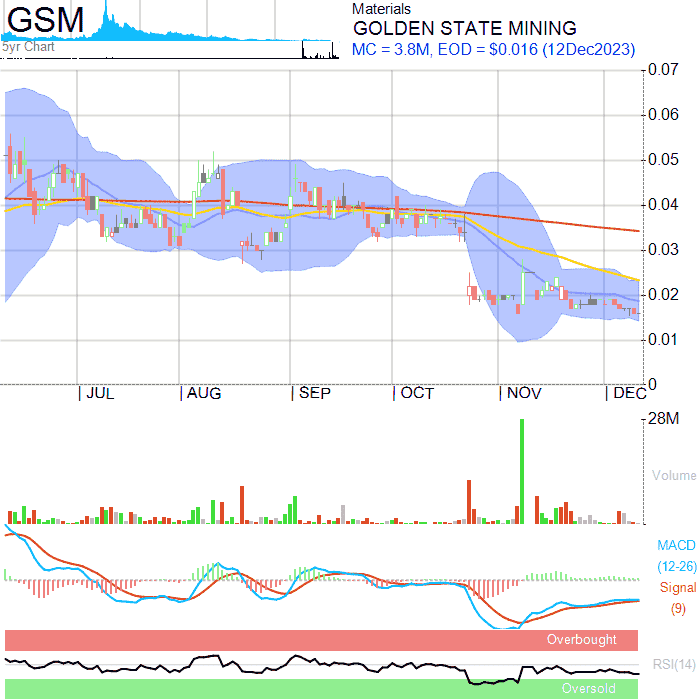 GSM
5yr Chart
Materials
GOLDEN STATE MINING
MC = 3.8M, EOD = $0.016 (12Dec2023)
0.07
0.06
0.05
0.04
0.03
0.02
0.01
0
JUL AUG SEP OCT NOV DEC
28M
Volume
MACD
(12-26)
Signal
(9)
Overbought
RSI(14)
Oversold